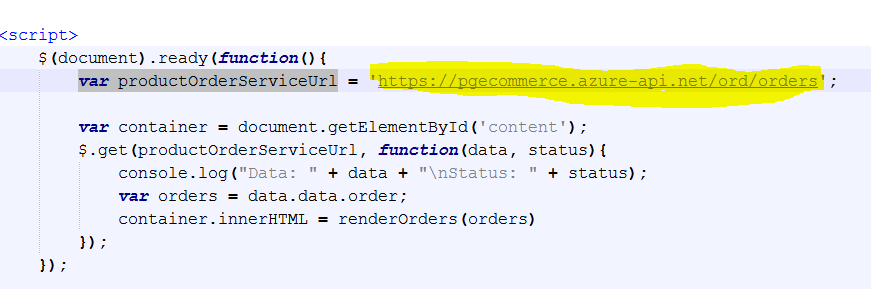 <script>
$(document).ready(function(){
var productOrderServiceUrl = 'https://pgecommerce.azure-api.net/ord/orders';
var container = document.getElementById('content');
$.get(productOrderServiceUrl, function(data, status){
console.log("Data: " + data + "\nStatus: " + status);
var orders = data.data.order;
container.innerHTML = renderOrders(orders)
});
});